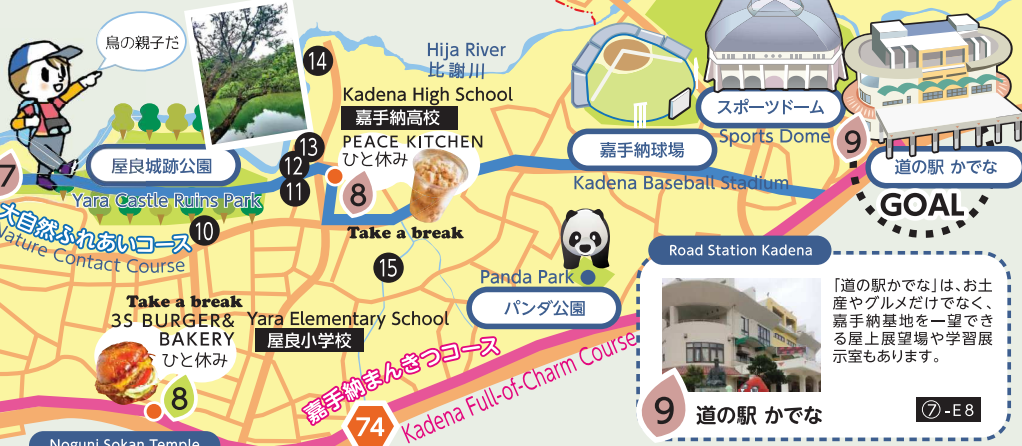 鳥の親子だ
14
Hija River
比謝川
Kadena High School
嘉手納高校
スポーツドーム
Sports Dome
9
道の駅 かでな
GOAL
13
12
11
PEACE KITCHEN
ひと休み
8
Take a break
嘉手納球場
Kadena Baseball Stadium
7
屋良城跡公園
Yara Castle Ruins Park
大自然ふれあいコース
Nature Contact Course
10
15
Panda Park
パンダ公園
Take a break
3S BURGER&
BAKERY
ひと休み
8
Yara Elementary School
屋良小学校
嘉手納まんきつコース
Kadena Full-of-Charm Course
74
Noguni Sokan Temple
Road Station Kadena
「道の駅かでな」は、お土
産やグルメだけでなく、
嘉手納基地を一望でき
る屋上展望場や学習展
示室もあります。
9
道の駅 かでな
⑦-E8